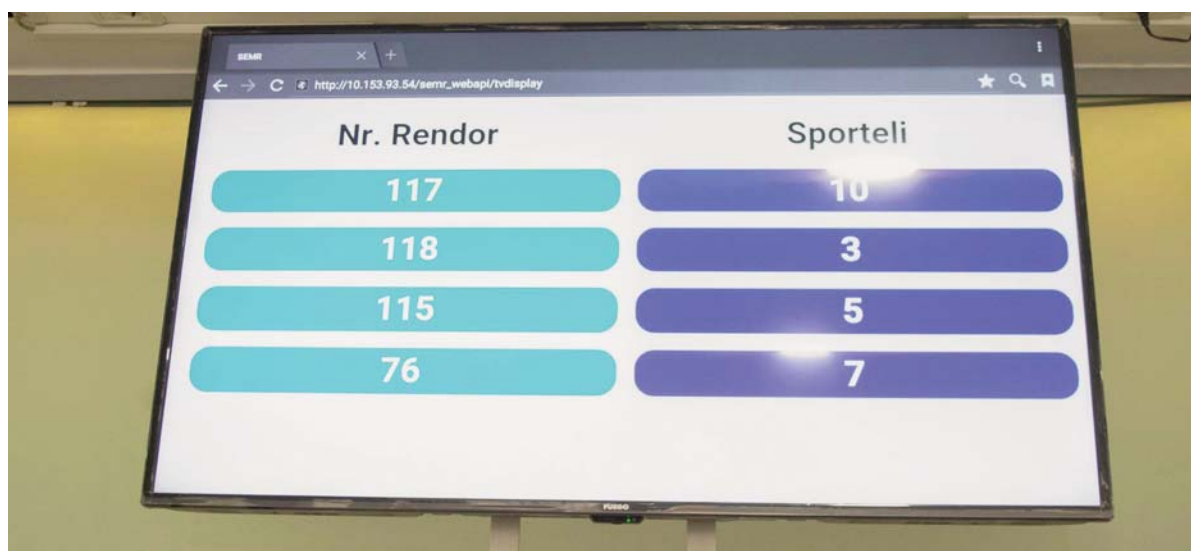 SEMR
http://10.153.93.54/semr_webapi/tvdisplay
Nr. Rendor Sporteli
117 10
118 3
115 5
76 7
FUEGO